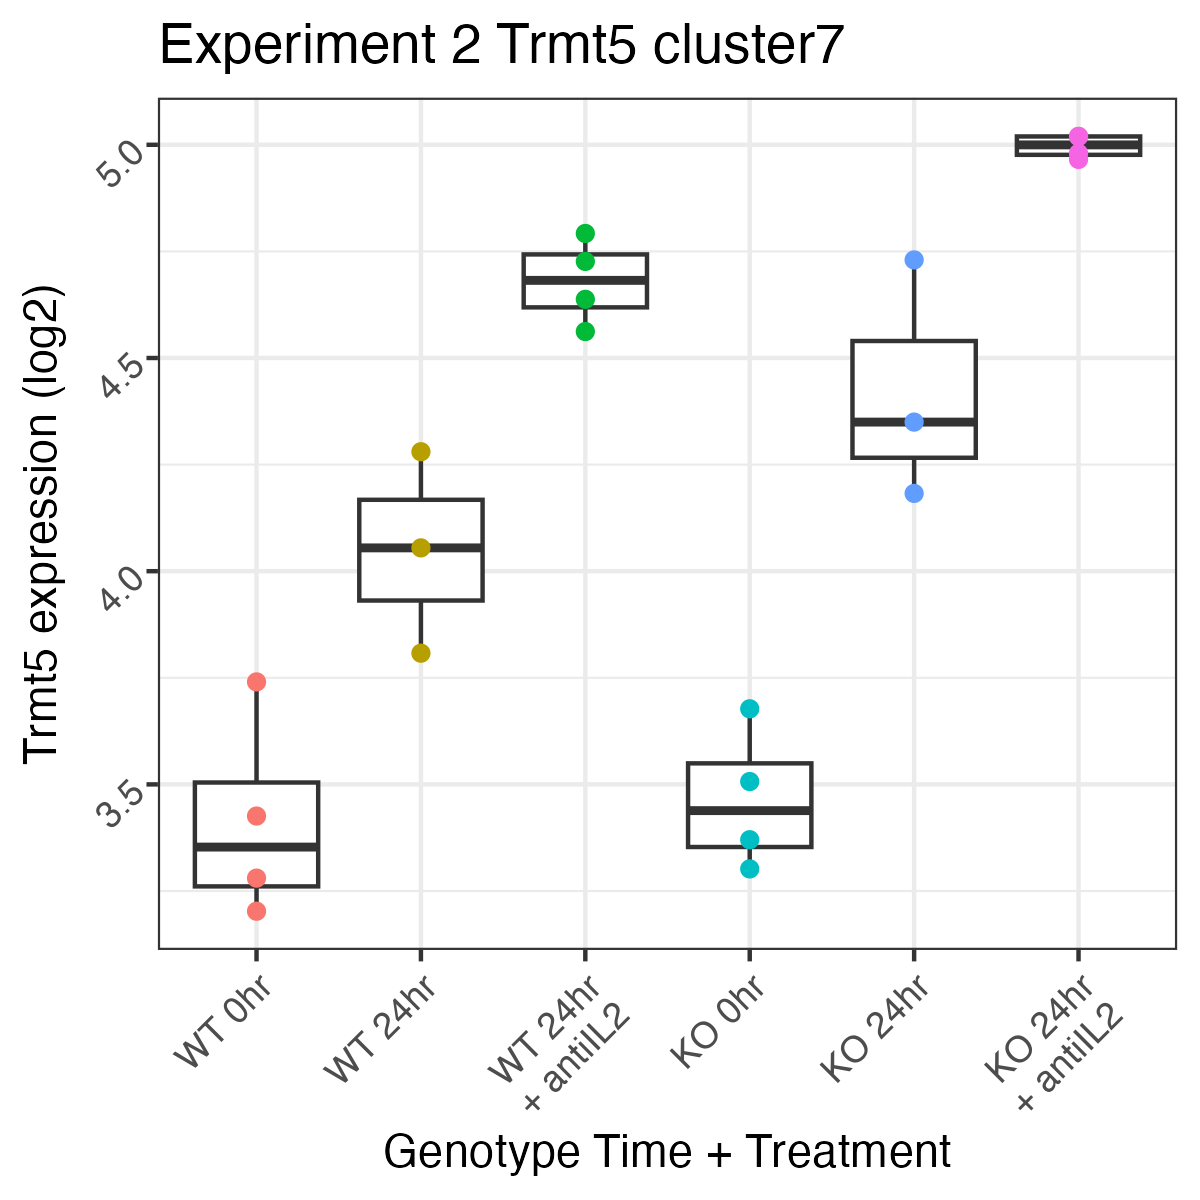 Experiment 2 Trmt5 cluster7
Trmt5 expression (log2)
5.0
4.5
4.0
3.5
WT 0hr
WT 24hr
WT 24hr
+ antiIL2
KO 0hr
KO 24hr
KO 24hr
+ antiIL2
Genotype Time + Treatment